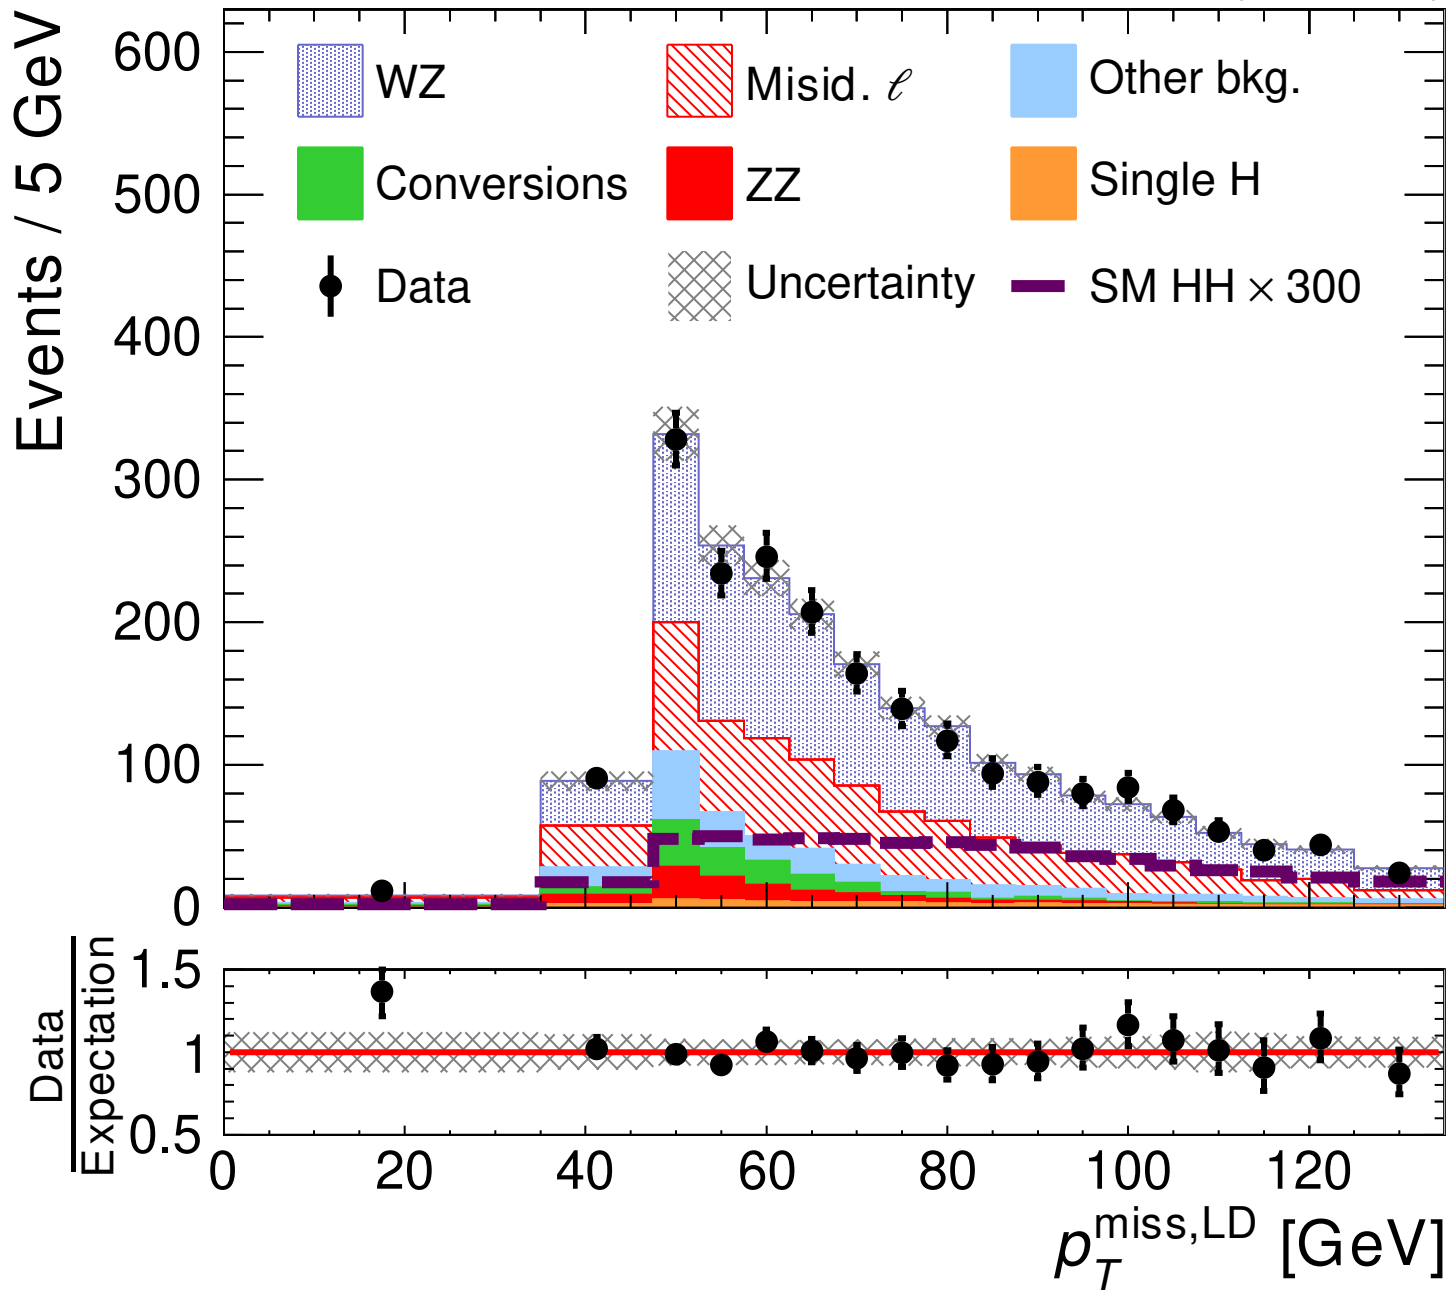 Events / 5 GeV
600
500
400
300
200
100
0
WZ
Misid. ℓ
Other bkg.
Conversions
ZZ
Single H
Data
Uncertainty
SM HH × 300
Data
Expectation
1.5
1
0.5
0 20 40 60 80 100 120
p_T^miss,LD [GeV]